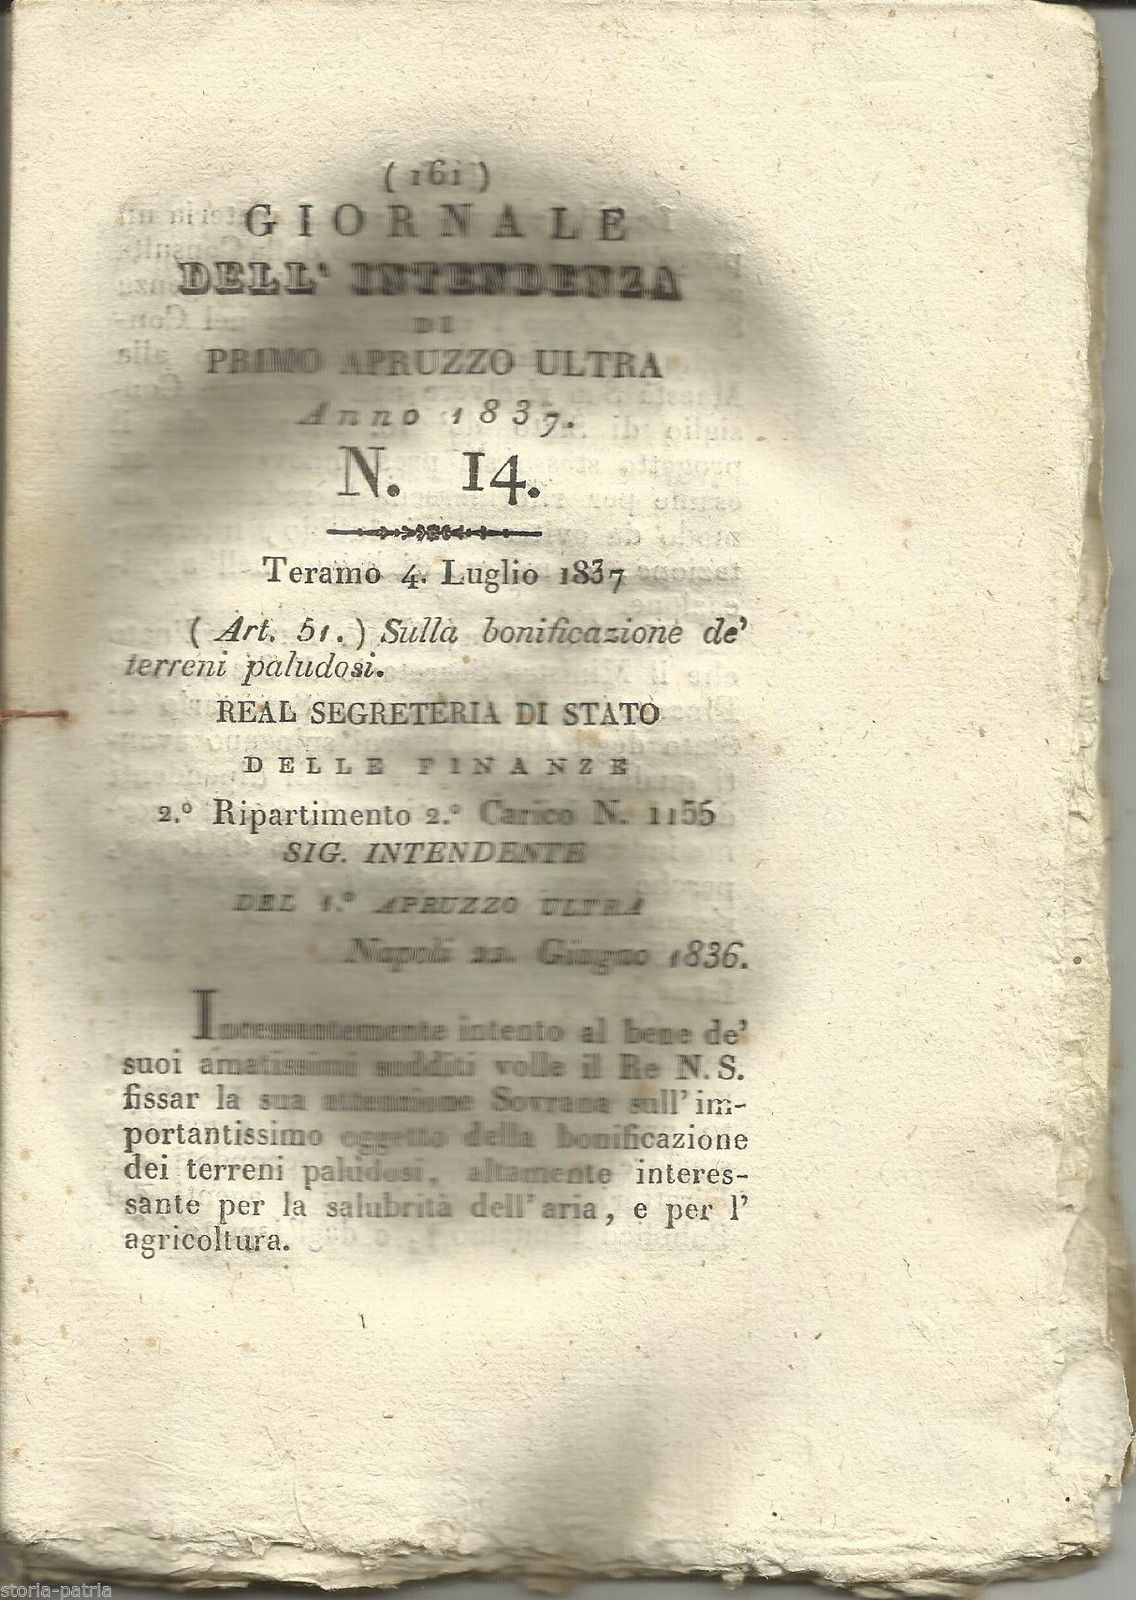 ( 161 )
GIORNALE
DELL' INTENDENZA
DI
PRIMO APRUZZO ULTRA
Anno 1837.
N. 14.
Teramo 4. Luglio 1837
( Art. 51. ) Sulla bonificazione de'
terreni paludosi.
REAL SEGRETERIA DI STATO
DELLE FINANZE
2.° Ripartimento 2.° Carico N. 1155
SIG. INTENDENTE
DEL 1.° APRUZZO ULTRA
Napoli 22. Giugno 1836.
Incessantemente intento al bene de'
suoi amatissimi sudditi volle il Re N. S.
fissar la sua attenzione Sovrana sull' im-
portantissimo oggetto della bonificazione
dei terreni paludosi, altamente interes-
sante per la salubrità dell' aria, e per l'
agricoltura.
storia-patria